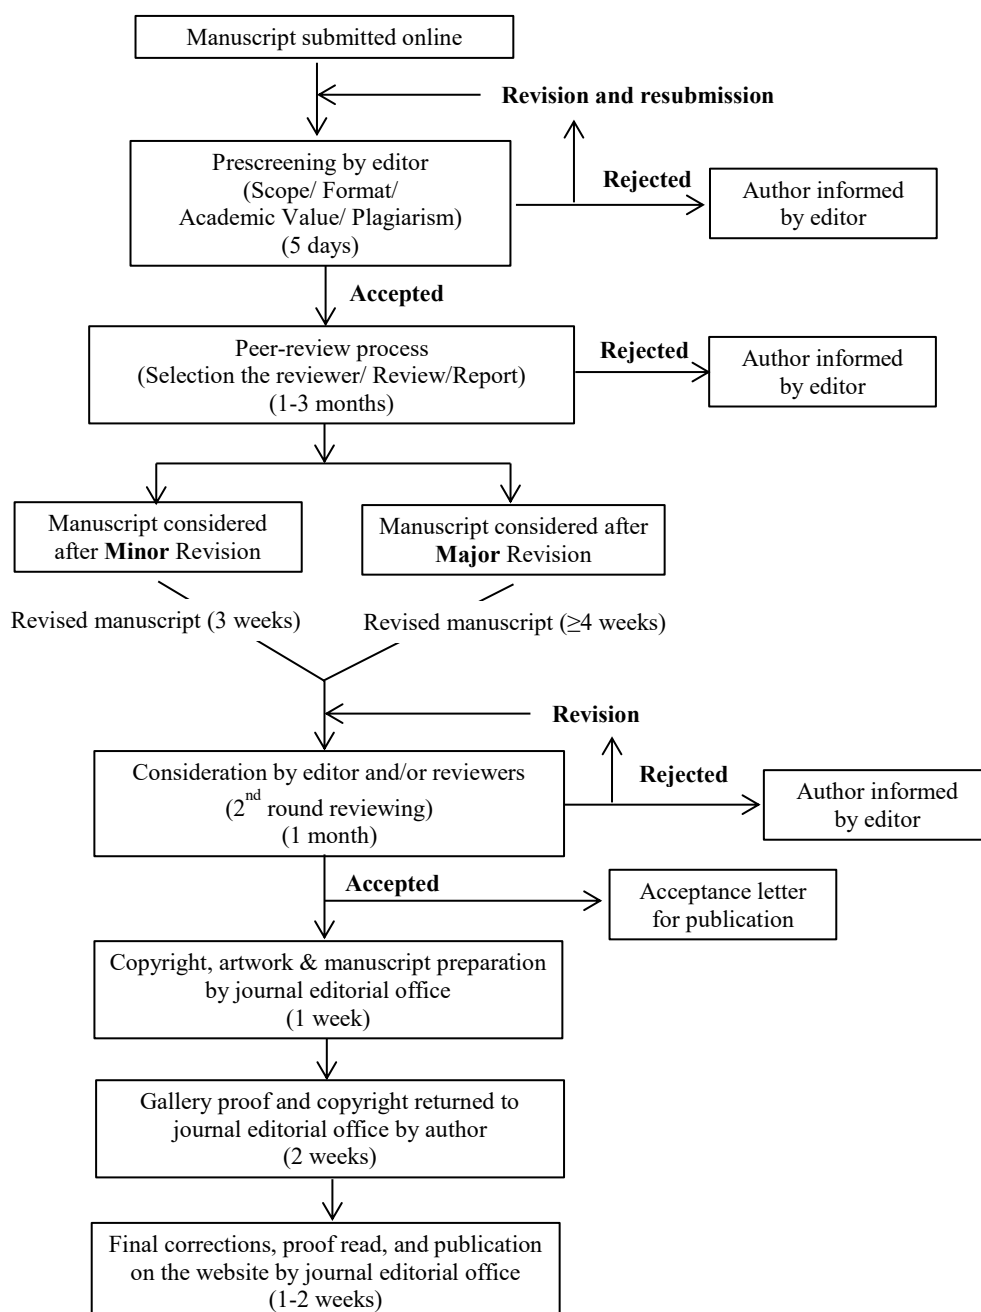 Manuscript submitted online
Revision and resubmission
Prescreening by editor
(Scope/ Format/
Academic Value/ Plagiarism)
(5 days)
Rejected
Author informed
by editor
Accepted
Peer-review process
(Selection the reviewer/ Review/Report)
(1-3 months)
Rejected
Author informed
by editor
Manuscript considered
after Minor Revision
Manuscript considered after
Major Revision
Revised manuscript (3 weeks)
Revised manuscript (≥4 weeks)
Revision
Consideration by editor and/or reviewers
(2nd round reviewing)
(1 month)
Rejected
Author informed
by editor
Accepted
Acceptance letter
for publication
Copyright, artwork & manuscript preparation
by journal editorial office
(1 week)
Gallery proof and copyright returned to
journal editorial office by author
(2 weeks)
Final corrections, proof read, and publication
on the website by journal editorial office
(1-2 weeks)